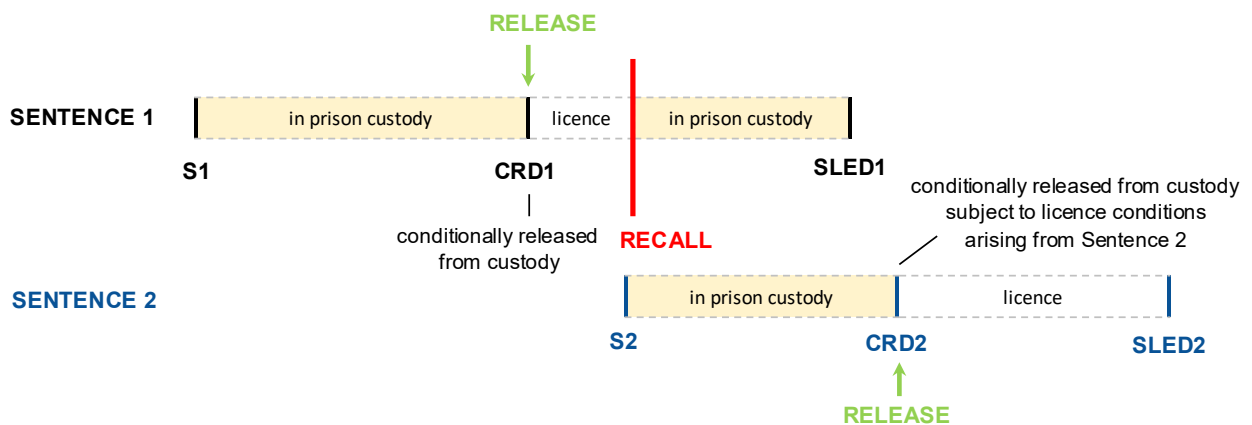 RELEASE
SENTENCE 1
in prison custody
licence
in prison custody
S1
CRD1
SLED1
conditionally released
from custody
RECALL
conditionally released from custody
subject to licence conditions
arising from Sentence 2
SENTENCE 2
in prison custody
licence
S2
CRD2
SLED2
RELEASE